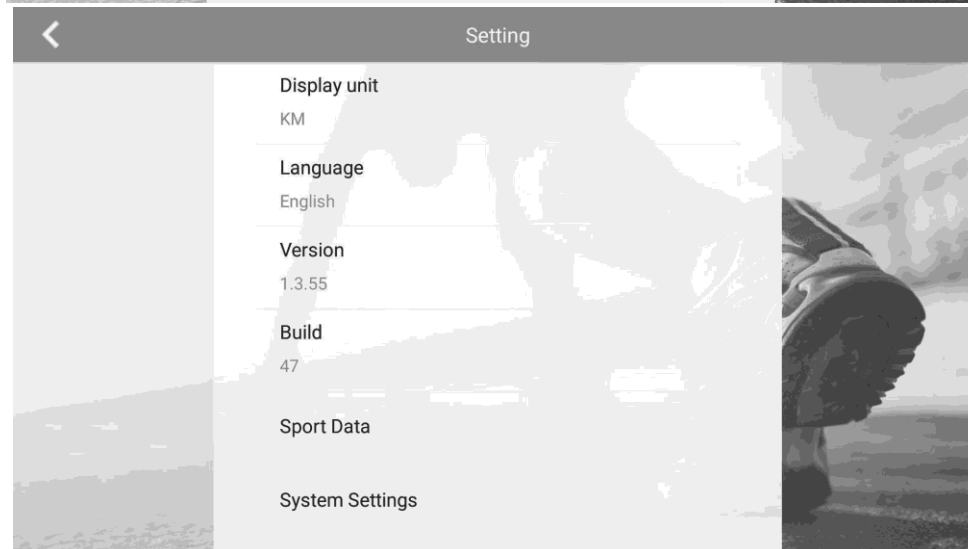 Setting
Display unit
KM
Language
English
Version
1.3.55
Build
47
Sport Data
System Settings